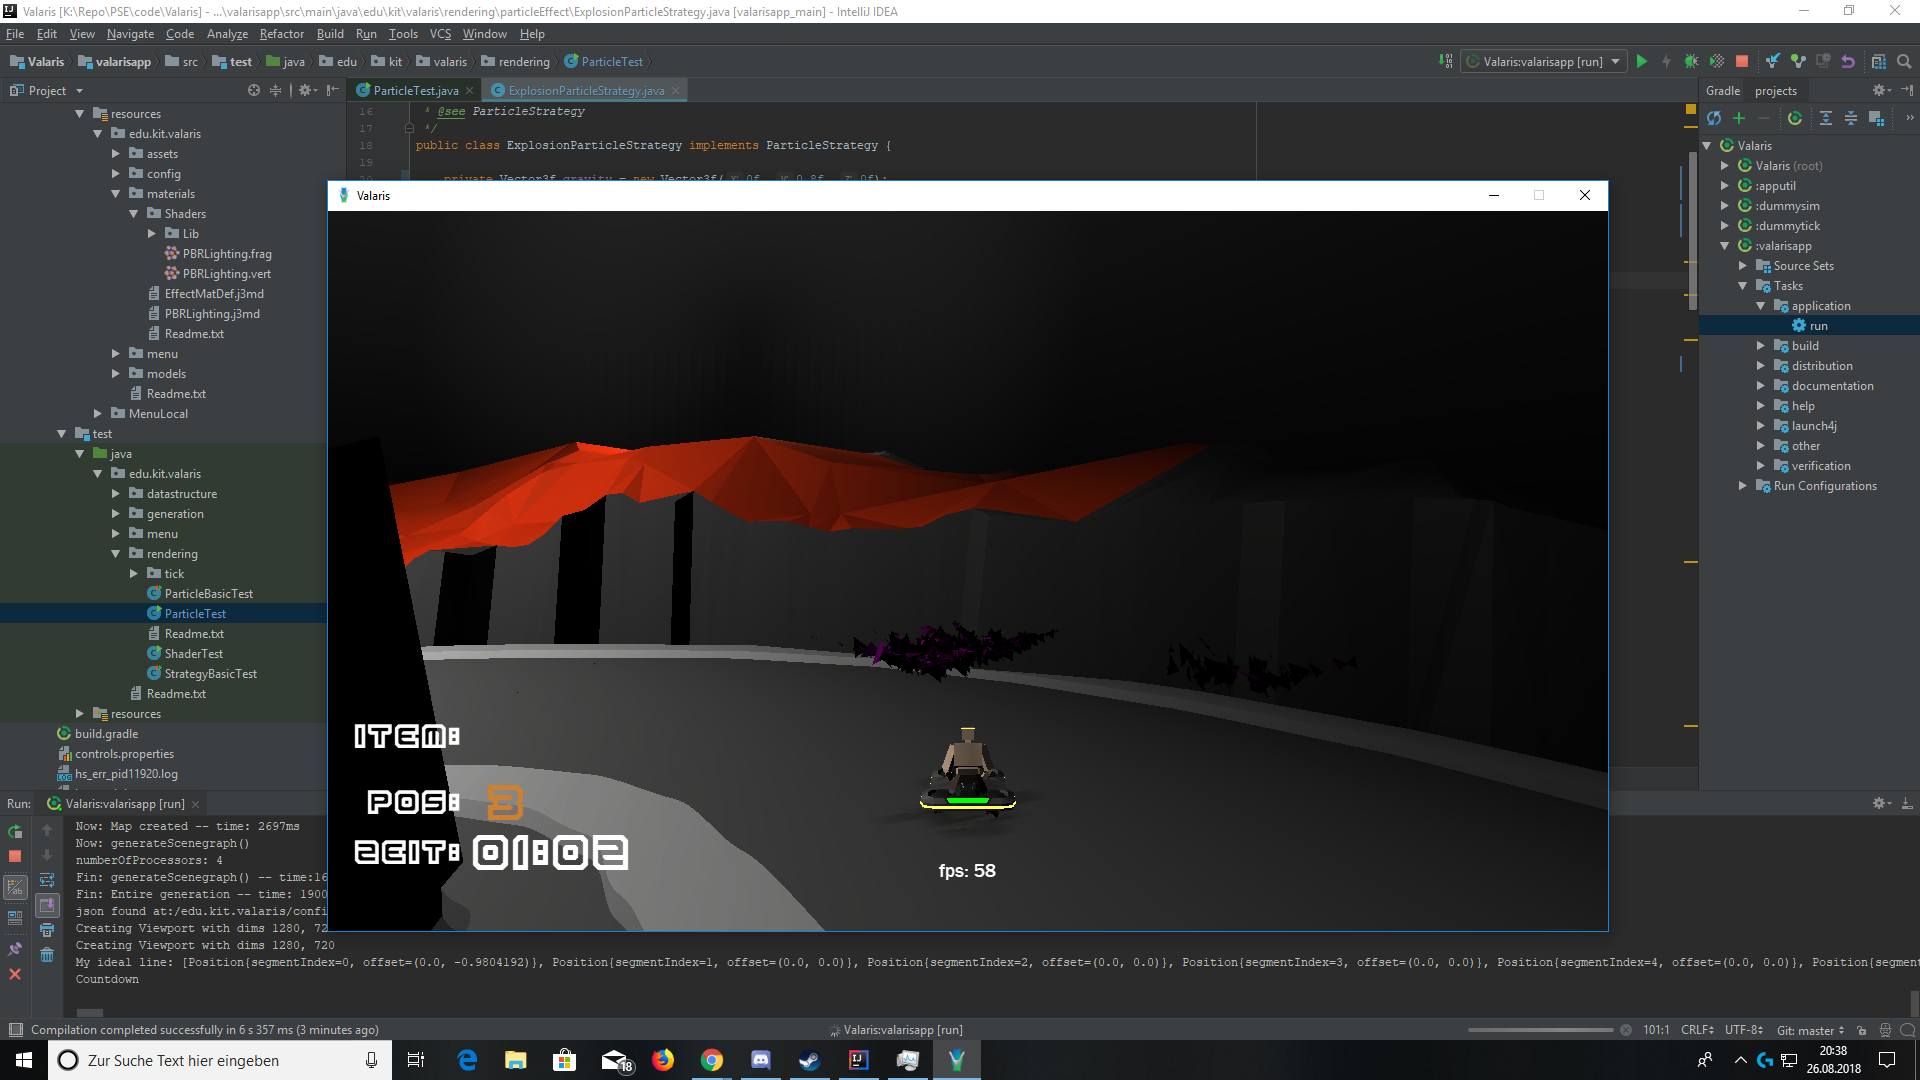 Valaris [K:\Repo\PSE\code\Valaris] - ...\valarisapp\src\main\java\edu\kit\valaris\rendering\particleEffect\ExplosionParticleStrategy.java [valarisapp_main] - IntelliJ IDEA
File Edit View Navigate Code Analyze Refactor Build Run Tools VCS Window Help
Valaris valarisapp src test java edu kit valaris rendering ParticleTest
Valaris:valarisapp [run]
Project
ParticleTest.java ExplosionParticleStrategy.java
Gradle projects
resources
edu.kit.valaris
assets
config
materials
Shaders
Lib
PBRLighting.frag
PBRLighting.vert
EffectMatDef.j3md
PBRLighting.j3md
Readme.txt
menu
models
Readme.txt
MenuLocal
test
java
edu.kit.valaris
datastructure
generation
menu
rendering
tick
ParticleBasicTest
ParticleTest
Readme.txt
ShaderTest
StrategyBasicTest
Readme.txt
resources
build.gradle
controls.properties
hs_err_pid11920.log
16 * @see ParticleStrategy
17 */
18 public class ExplosionParticleStrategy implements ParticleStrategy {
19
private Vector3f gravity = new Vector3f( x: 0f, y: 0.8f, z: 0f);
Valaris
ITEM:
POS: 3
ZEIT: 01:02
fps: 58
Valaris
Valaris (root)
:apputil
:dummysim
:dummytick
:valarisapp
Source Sets
Tasks
application
run
build
distribution
documentation
help
launch4j
other
verification
Run Configurations
Run: Valaris:valarisapp [run]
Now: Map created -- time: 2697ms
Now: generateScenegraph()
numberOfProcessors: 4
Fin: generateScenegraph() -- time:16
Fin: Entire generation -- time: 1900
json found at:/edu.kit.valaris/confi
Creating Viewport with dims 1280, 72
Creating Viewport with dims 1280, 720
My ideal line: [Position{segmentIndex=0, offset=(0.0, -0.9804192)}, Position{segmentIndex=1, offset=(0.0, 0.0)}, Position{segmentIndex=2, offset=(0.0, 0.0)}, Position{segmentIndex=3, offset=(0.0, 0.0)}, Position{segmentIndex=4, offset=(0.0, 0.0)}, Position{segment
Countdown
Compilation completed successfully in 6 s 357 ms (3 minutes ago)
Valaris:valarisapp [run]
101:1 CRLF UTF-8 Git: master
Zur Suche Text hier eingeben
18
20:38
26.08.2018